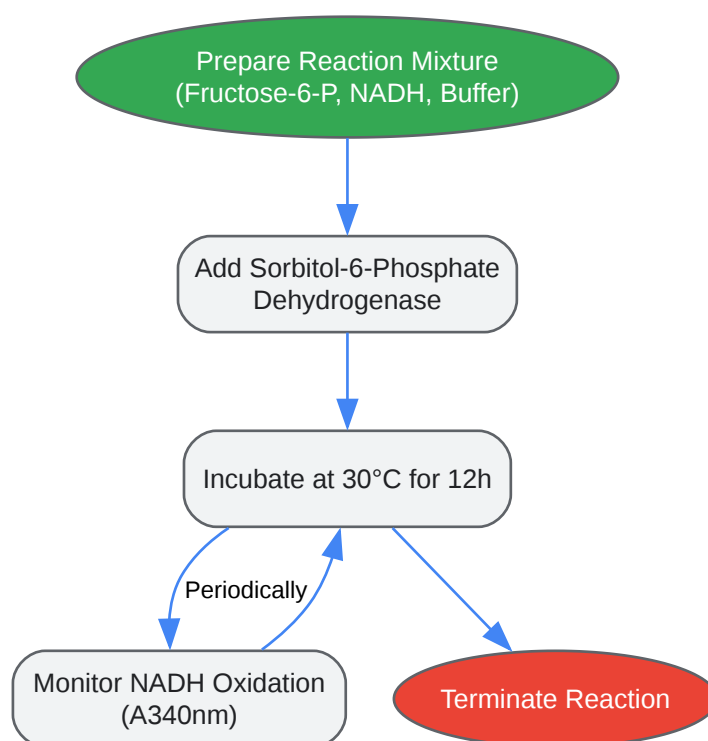 Prepare Reaction Mixture
(Fructose-6-P, NADH, Buffer)
Add Sorbitol-6-Phosphate
Dehydrogenase
Incubate at 30°C for 12h
Periodically
Monitor NADH Oxidation
(A340nm)
Terminate Reaction